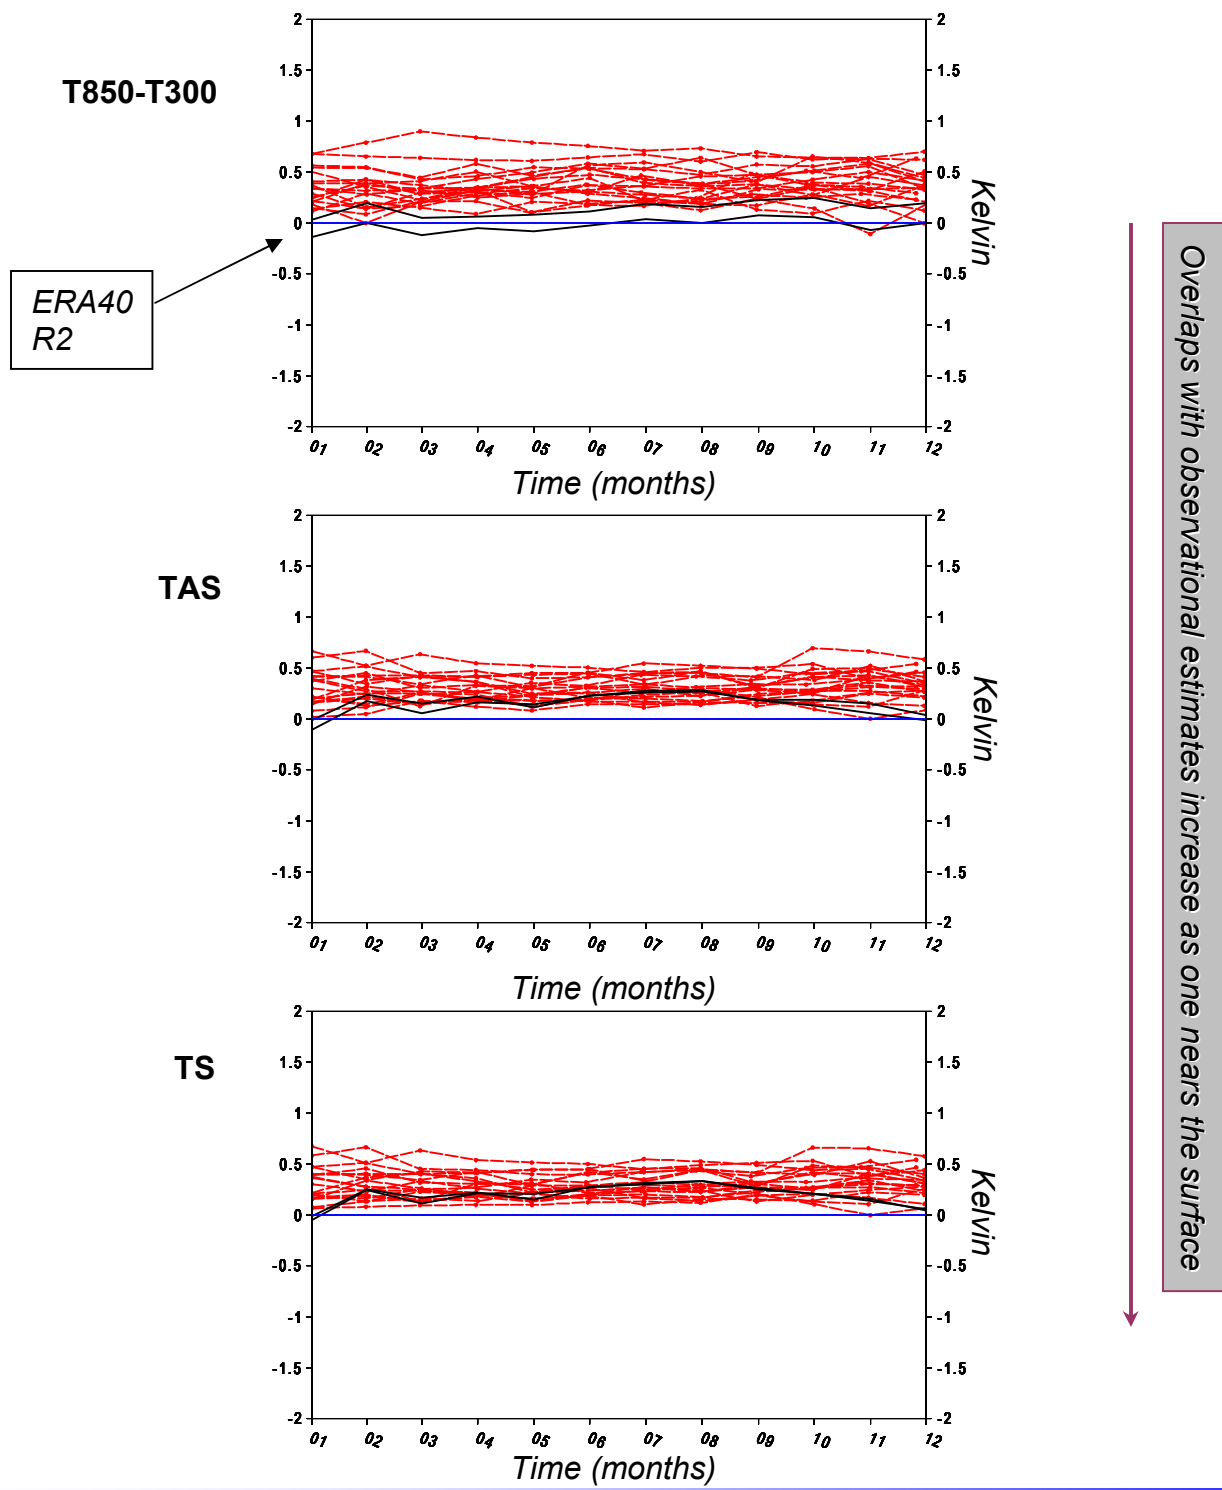 T850-T300
2 2
1.5 1.5
1 1
0.5 0.5
0 0
-0.5 -0.5
-1 -1
-1.5 -1.5
-2 -2
01 02 03 04 05 06 07 08 09 10 11 12
Time (months)
Kelvin
ERA40
R2
TAS
2 2
1.5 1.5
1 1
0.5 0.5
0 0
-0.5 -0.5
-1 -1
-1.5 -1.5
-2 -2
01 02 03 04 05 06 07 08 09 10 11 12
Time (months)
Kelvin
TS
2 2
1.5 1.5
1 1
0.5 0.5
0 0
-0.5 -0.5
-1 -1
-1.5 -1.5
-2 -2
01 02 03 04 05 06 07 08 09 10 11 12
Time (months)
Kelvin
Overlaps with observational estimates increase as one nears the surface